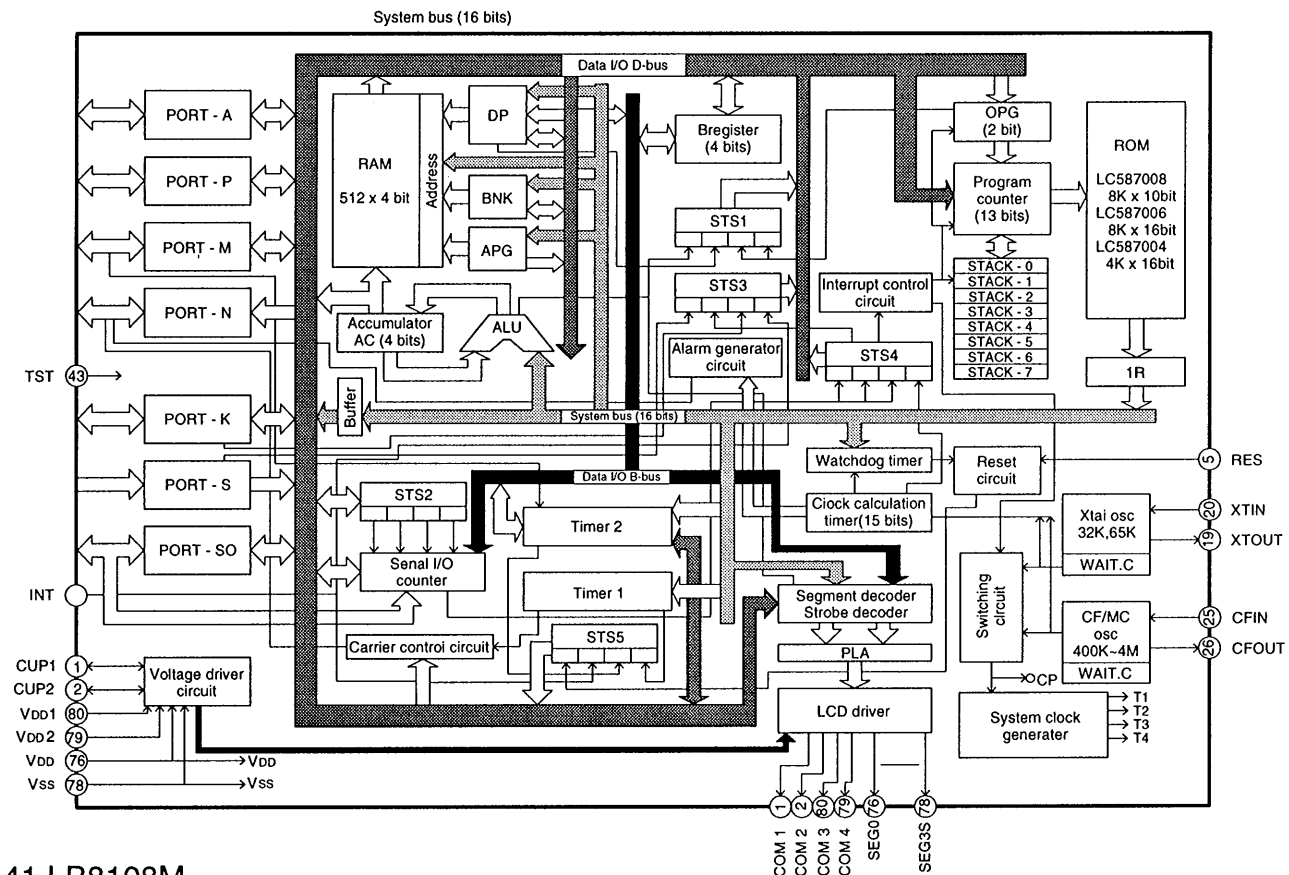 System bus (16 bits)
Data I/O D-bus
PORT - A
PORT - P
PORT - M
PORT - N
TST 43
PORT - K
PORT - S
PORT - SO
INT
CUP1 1
CUP2 2
VDD1 80
VDD2 79
VDD 76
VSS 78
Voltage driver
circuit
VDD
VSS
RAM
512 x 4 bit
Address
DP
BNK
APG
Accumulator
AC (4 bits)
ALU
Buffer
Bregister
(4 bits)
STS1
STS3
Alarm generator
circuit
Interrupt control
circuit
STS4
OPG
(2 bit)
Program
counter
(13 bits)
STACK - 0
STACK - 1
STACK - 2
STACK - 3
STACK - 4
STACK - 5
STACK - 6
STACK - 7
ROM
LC587008
8K x 10bit
LC587006
8K x 16bit
LC587004
4K x 16bit
1R
System bus (16 bits)
Data I/O B-bus
STS2
Senal I/O
counter
Timer 2
Timer 1
STS5
Carrier control circuit
Watchdog timer
Clock calculation
timer(15 bits)
Reset
circuit
Segment decoder
Strobe decoder
PLA
LCD driver
Switching
circuit
Xtai osc
32K,65K
WAIT.C
CF/MC
osc
400K~4M
WAIT.C
OCP
System clock
generater
T1
T2
T3
T4
5 RES
20 XTIN
19 XTOUT
25 CFIN
26 CFOUT
1 2 80 79 76 78
COM 1
COM 2
COM 3
COM 4
SEG0
SEG3S